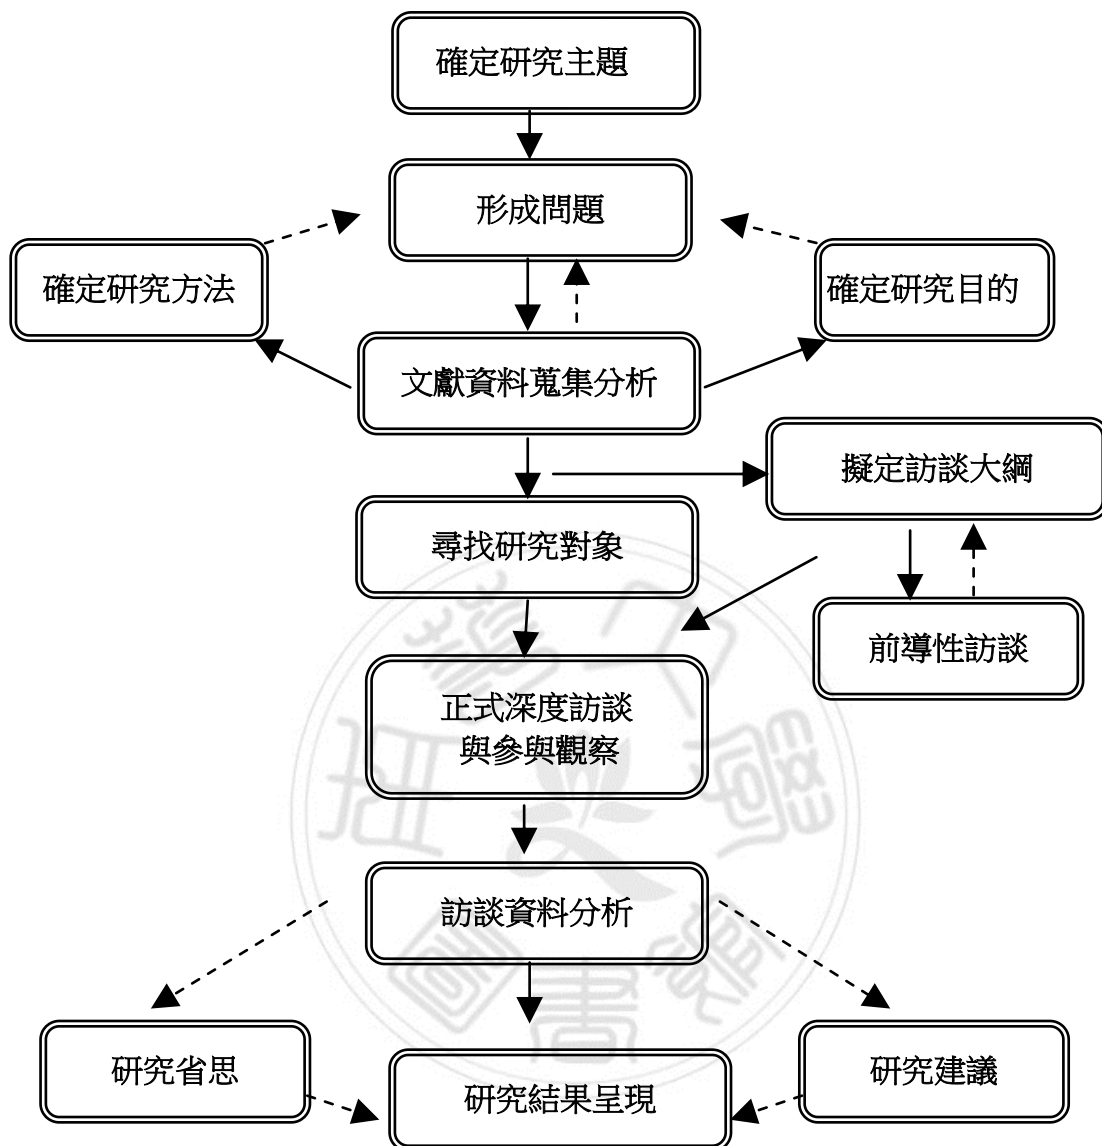 確定研究主題
形成問題
確定研究方法
確定研究目的
文獻資料蒐集分析
擬定訪談大綱
尋找研究對象
前導性訪談
正式深度訪談
與參與觀察
訪談資料分析
研究省思
研究建議
研究結果呈現